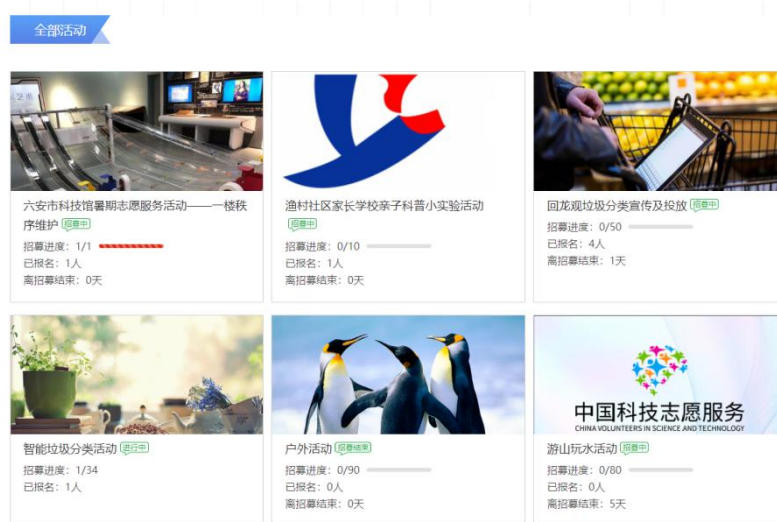 全部活动
六安市科技馆暑期志愿服务活动——一楼秩
序维护 招募中
招募进度：1/1
已报名：1人
离招募结束：0天
渔村社区家长学校亲子科普小实验活动
招募中
招募进度：0/10
已报名：1人
离招募结束：0天
回龙观垃圾分类宣传及投放 招募中
招募进度：0/50
已报名：4人
离招募结束：1天
智能垃圾分类活动 进行中
招募进度：1/34
已报名：1人
户外活动 招募结束
招募进度：0/90
已报名：0人
离招募结束：0天
中国科技志愿服务
CHINA VOLUNTEERS IN SCIENCE AND TECHNOLOGY
游山玩水活动 招募中
招募进度：0/80
已报名：0人
离招募结束：5天